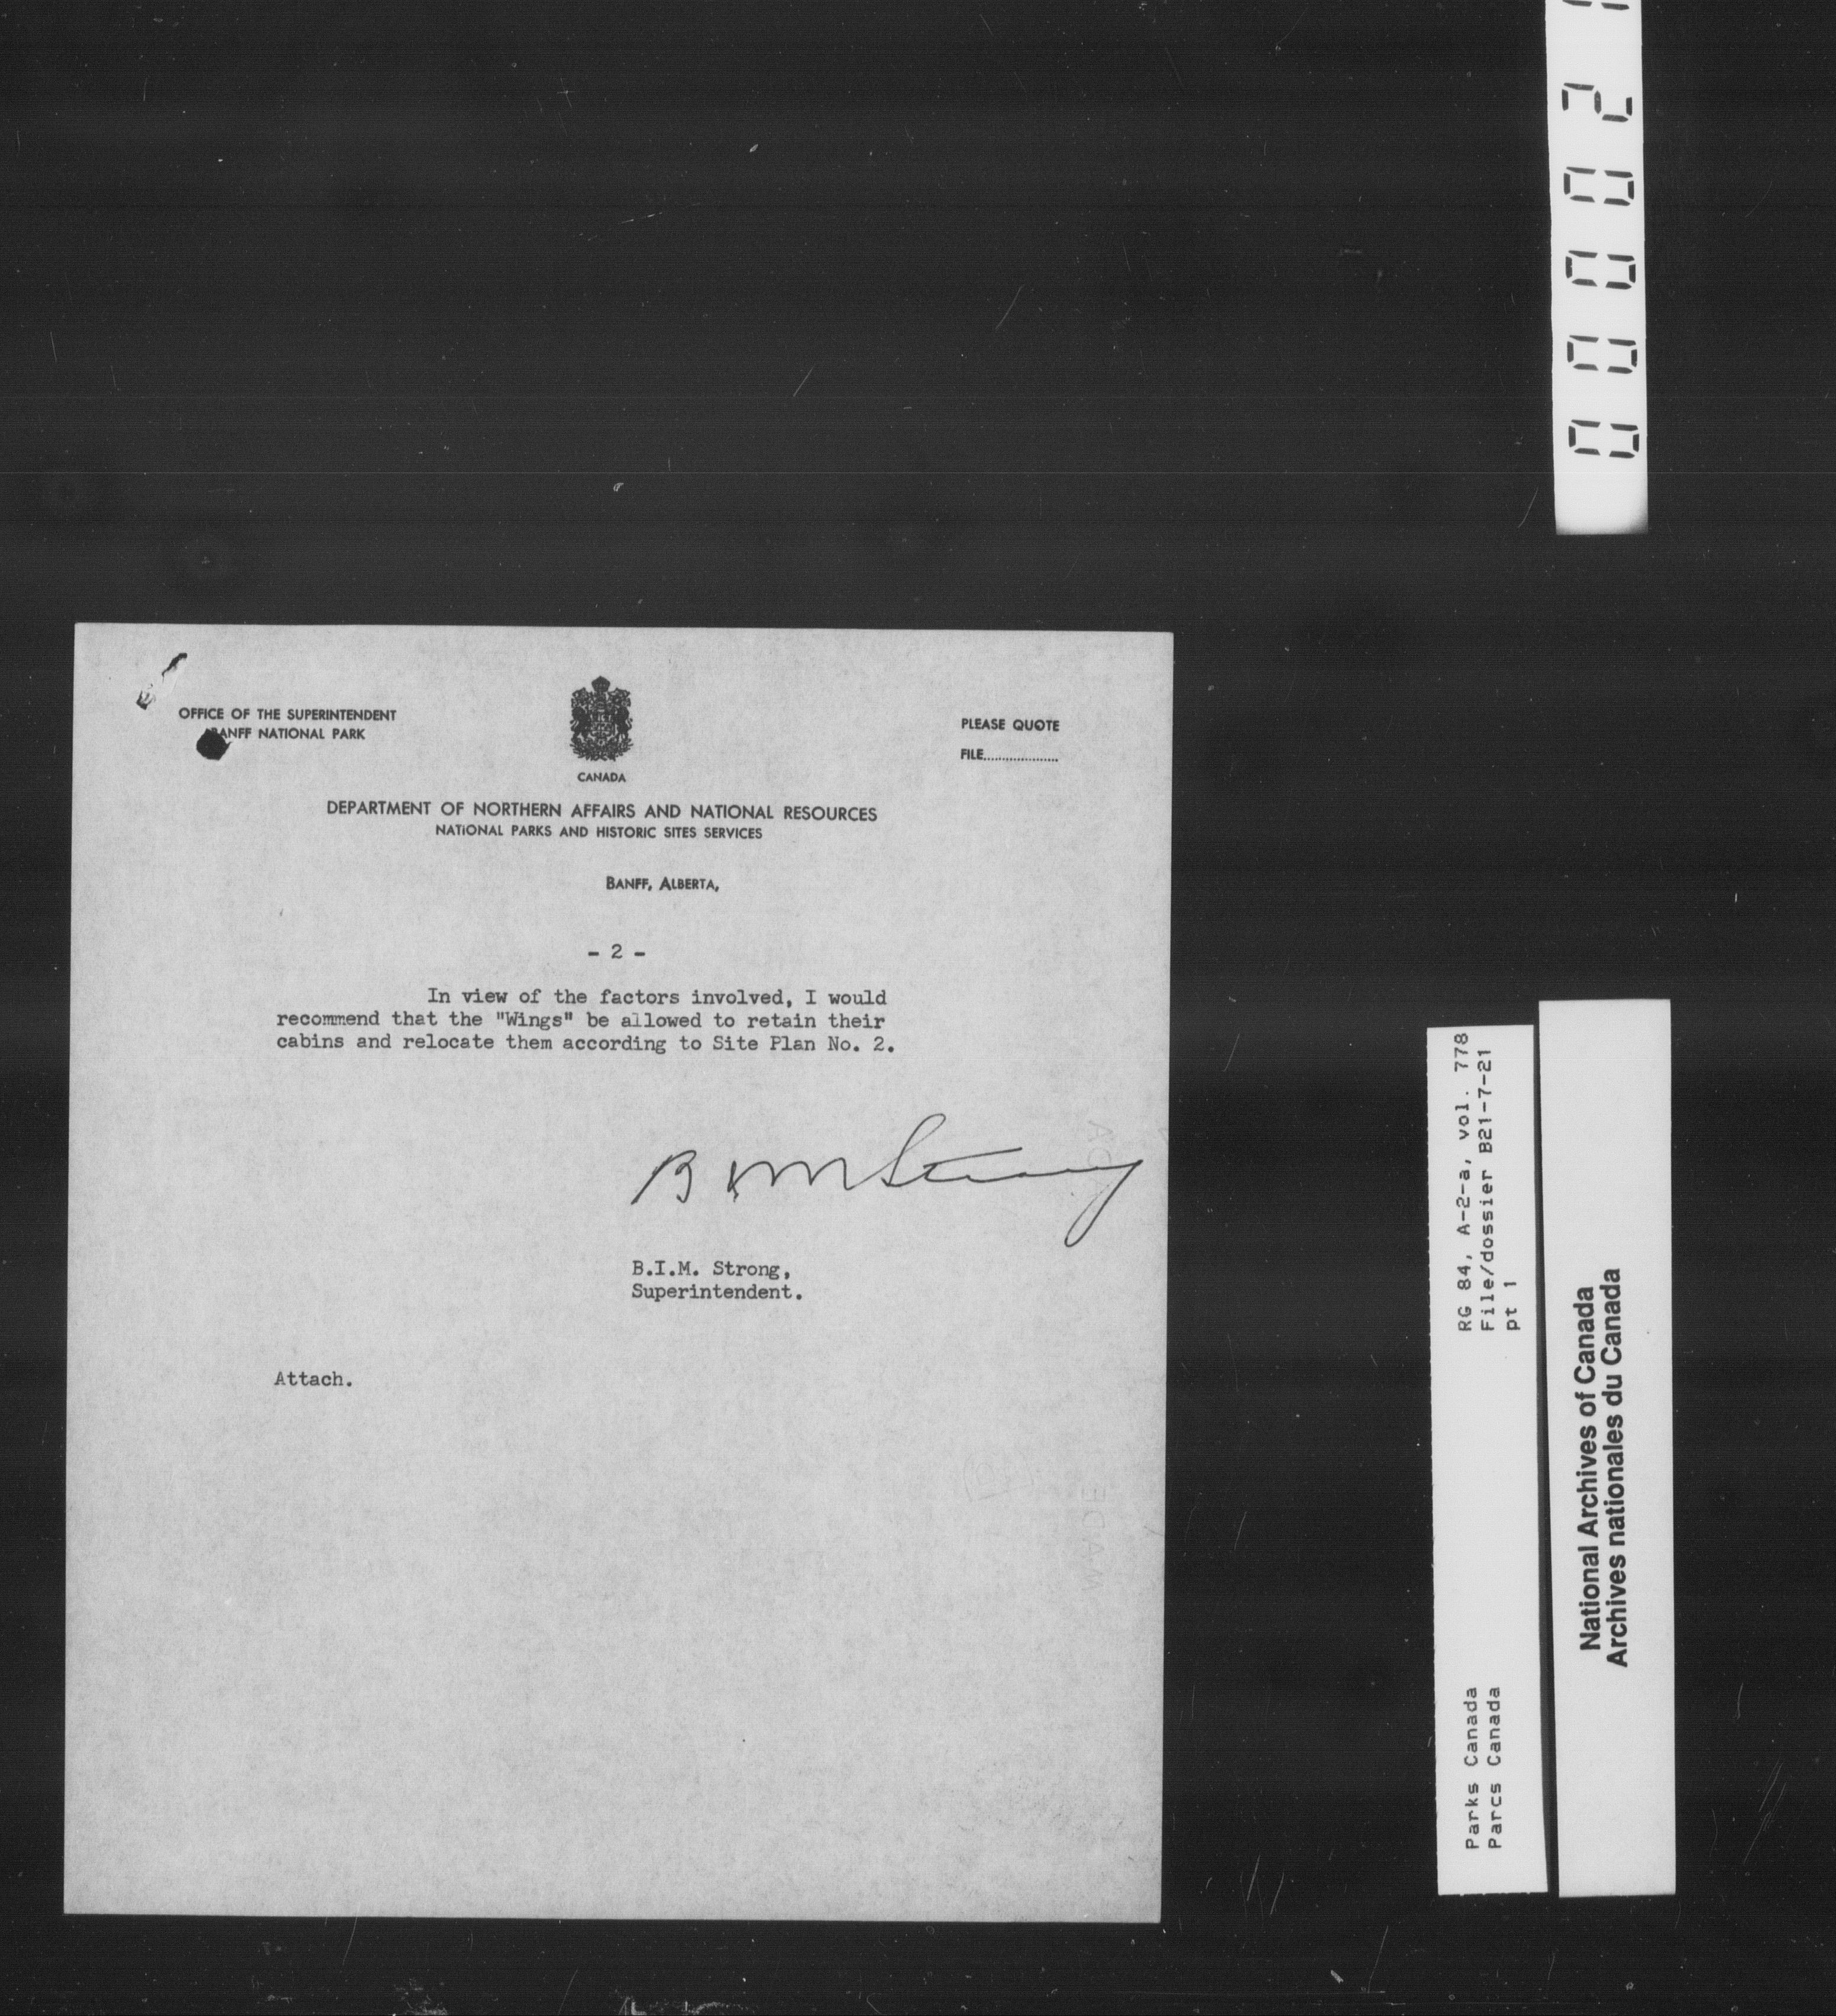 OFFICE OF THE SUPERINTENDENT
BANFF NATIONAL PARK
CANADA
PLEASE QUOTE
FILE....................
DEPARTMENT OF NORTHERN AFFAIRS AND NATIONAL RESOURCES
NATIONAL PARKS AND HISTORIC SITES SERVICES
BANFF, ALBERTA,
- 2 -
In view of the factors involved, I would
recommend that the "Wings" be allowed to retain their
cabins and relocate them according to Site Plan No. 2.
B I M Strong
B.I.M. Strong,
Superintendent.
Attach.
Parks Canada
Parcs Canada
RG 84, A-2-a, vol. 778
File/dossier B21-7-21
pt 1
National Archives of Canada
Archives nationales du Canada